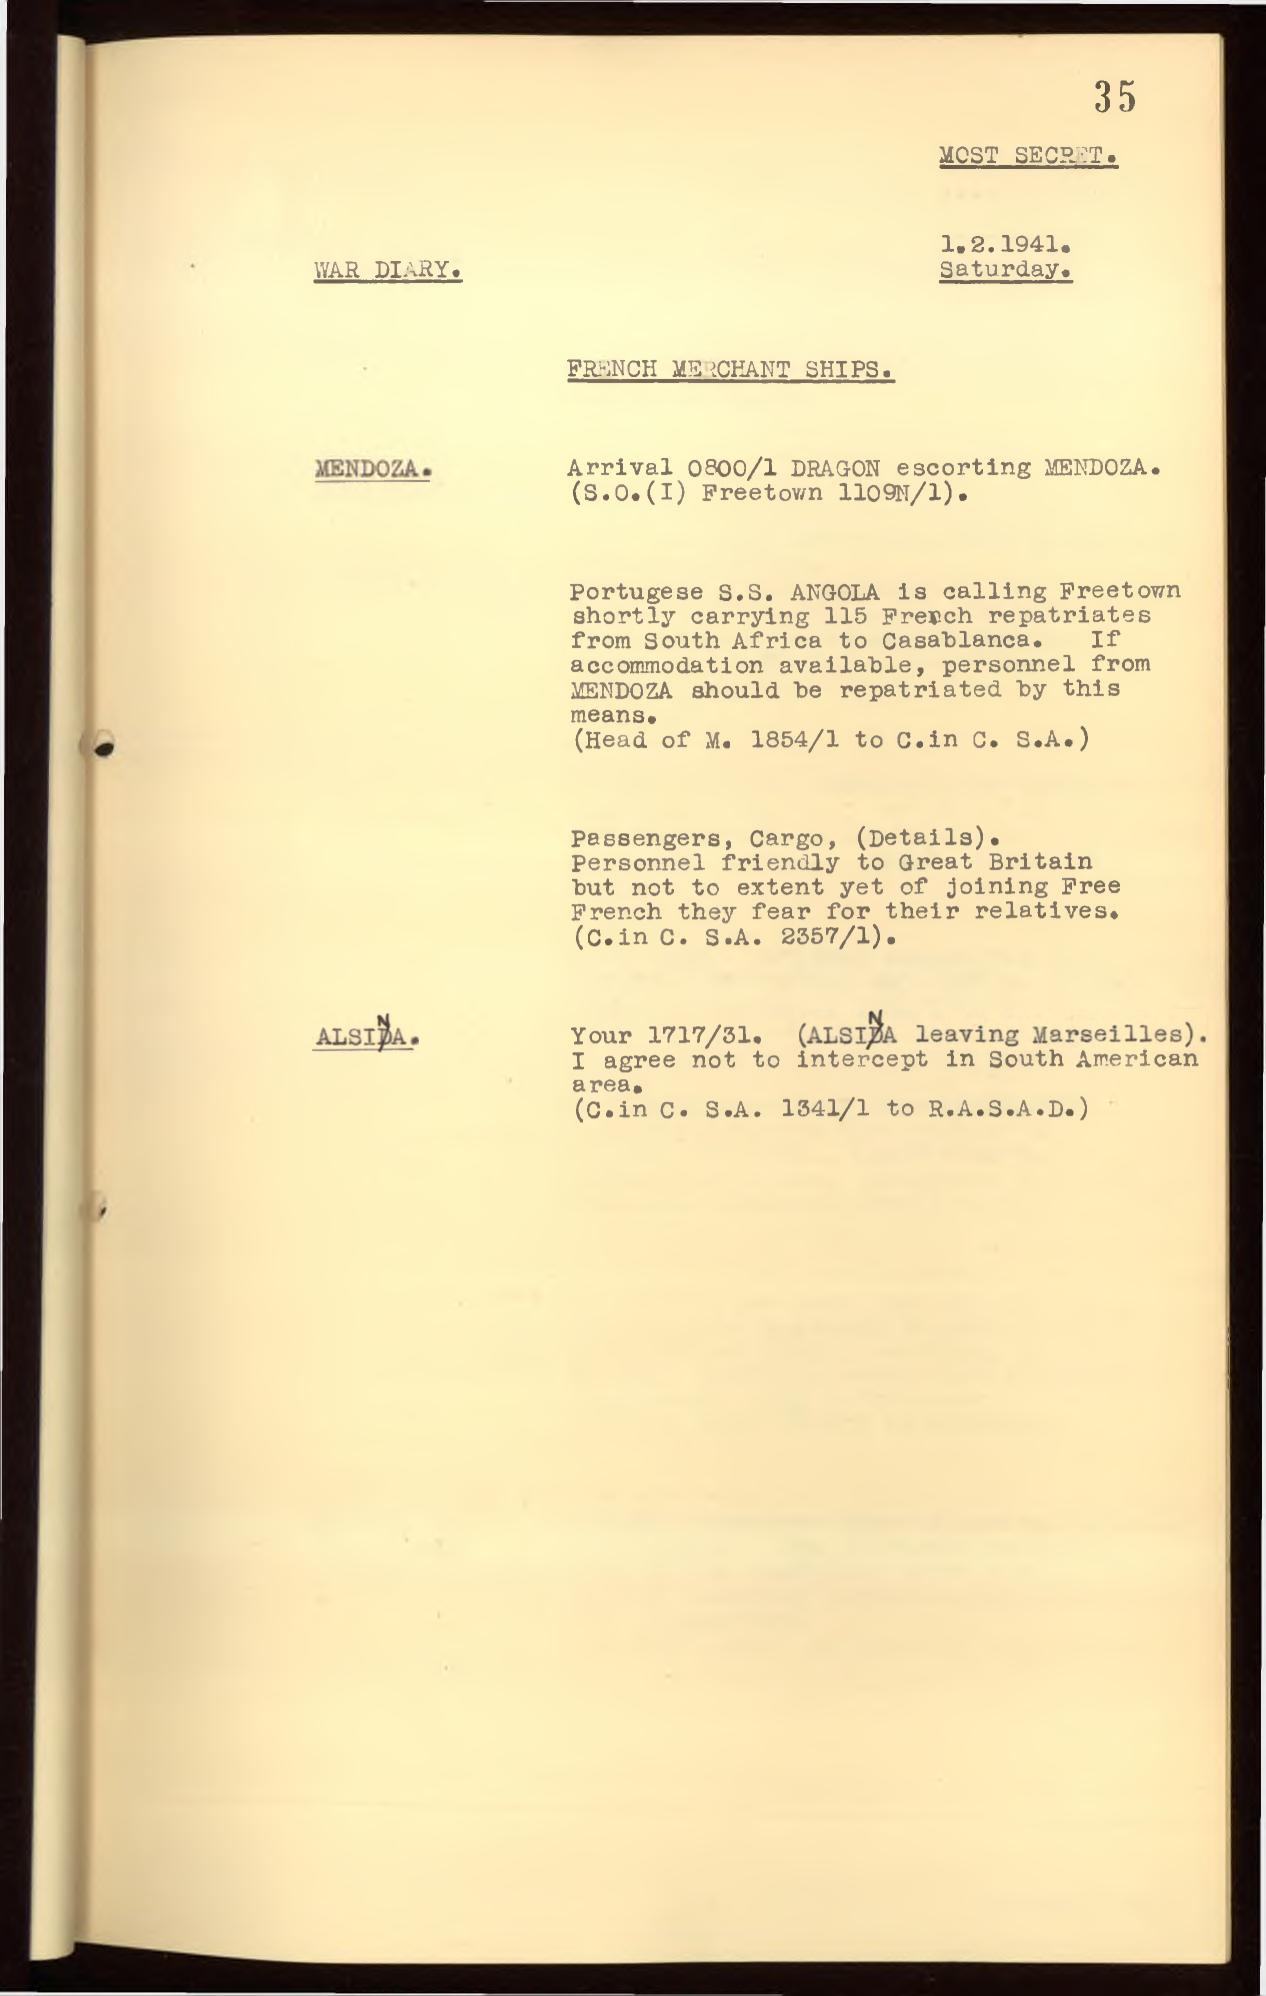 35
MOST SECRET.
1.2.1941.
WAR DIARY.
Saturday.
FRENCH MERCHANT SHIPS.
MENDOZA.
Arrival 0800/1 DRAGON escorting MENDOZA.
(S.O.(I) Freetown 1109N/1).
Portugese S.S. ANGOLA is calling Freetown
shortly carrying 115 French repatriates
from South Africa to Casablanca. If
accommodation available, personnel from
MENDOZA should be repatriated by this
means.
(Head of M. 1854/1 to C.in C. S.A.)
Passengers, Cargo, (Details).
Personnel friendly to Great Britain
but not to extent yet of joining Free
French they fear for their relatives.
(C.in C. S.A. 2357/1).
ALSINA.
Your 1717/31. (ALSINA leaving Marseilles).
I agree not to intercept in South American
area.
(C.in C. S.A. 1341/1 to R.A.S.A.D.)